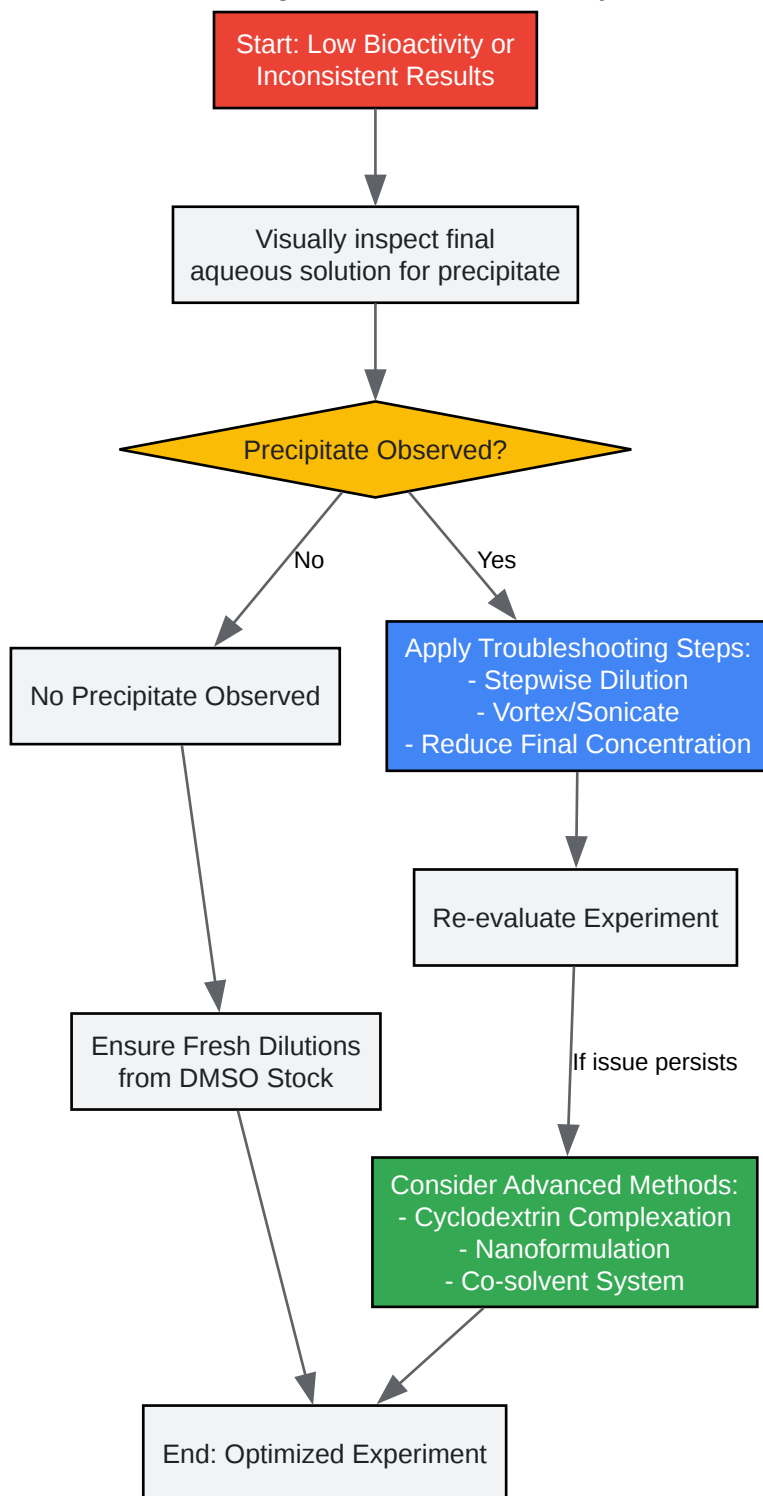 Start: Low Bioactivity or
Inconsistent Results
Visually inspect final
aqueous solution for precipitate
Precipitate Observed?
No
Yes
No Precipitate Observed
Apply Troubleshooting Steps:
- Stepwise Dilution
- Vortex/Sonicate
- Reduce Final Concentration
Re-evaluate Experiment
Ensure Fresh Dilutions
from DMSO Stock
If issue persists
Consider Advanced Methods:
- Cyclodextrin Complexation
- Nanoformulation
- Co-solvent System
End: Optimized Experiment